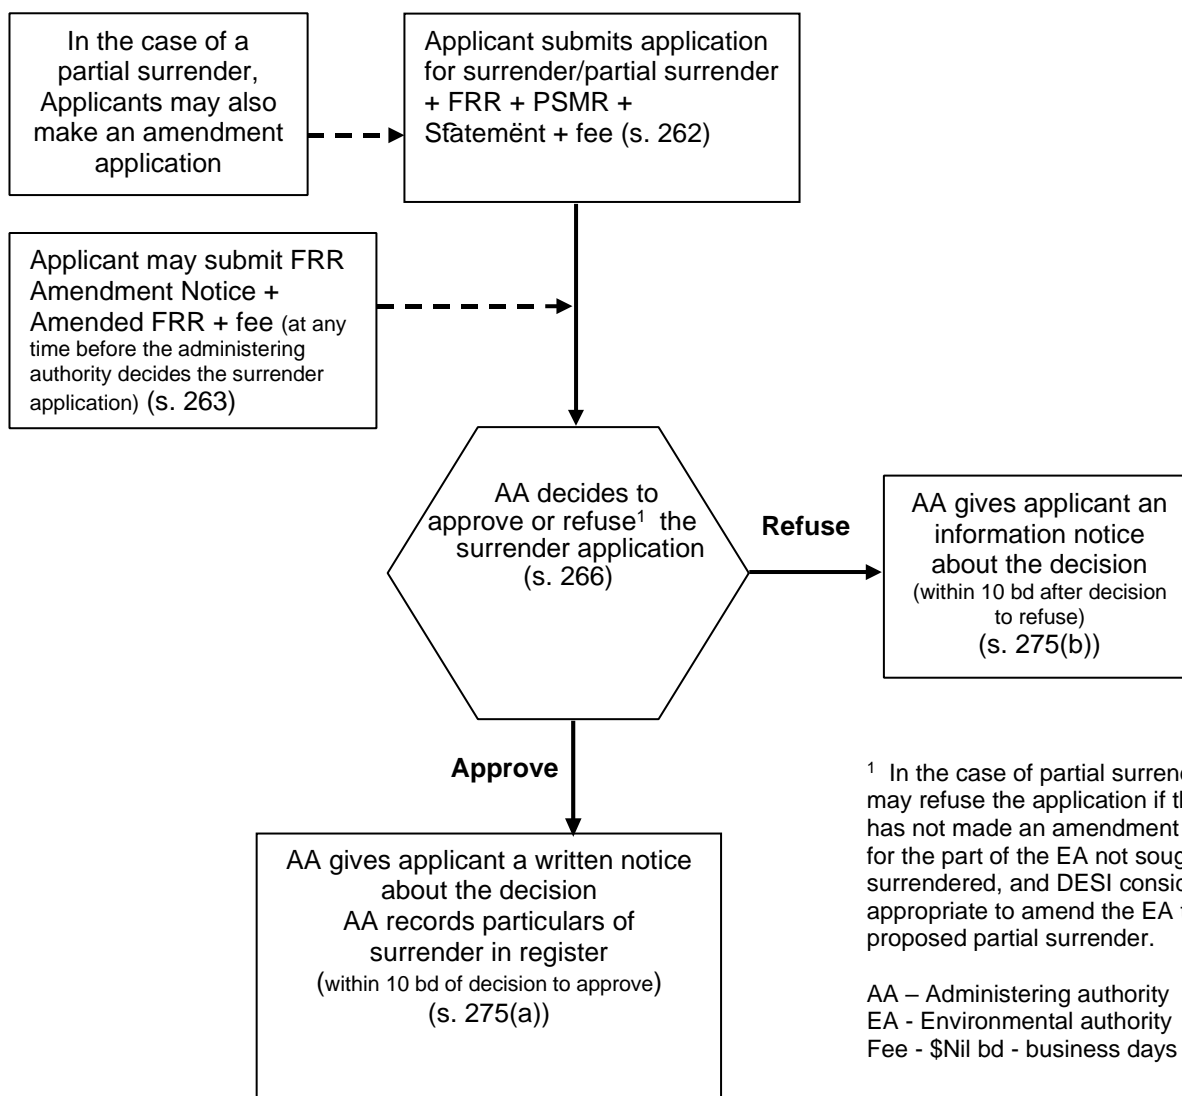 In the case of a
partial surrender,
Applicants may also
make an amendment
application
Applicant submits application
for surrender/partial surrender
+ FRR + PSMR +
Statement + fee (s. 262)
Applicant may submit FRR
Amendment Notice +
Amended FRR + fee (at any
time before the administering
authority decides the surrender
application) (s. 263)
AA decides to
approve or refuse¹ the
surrender application
(s. 266)
Refuse
AA gives applicant an
information notice
about the decision
(within 10 bd after decision
to refuse)
(s. 275(b))
Approve
AA gives applicant a written notice
about the decision
AA records particulars of
surrender in register
(within 10 bd of decision to approve)
(s. 275(a))
¹ In the case of partial
may refuse the application if
has not made an amendment
for the part of the EA not
surrendered, and DESI
appropriate to amend the EA
proposed partial surrender.
AA – Administering authority
EA - Environmental authority
Fee - $Nil bd - business days